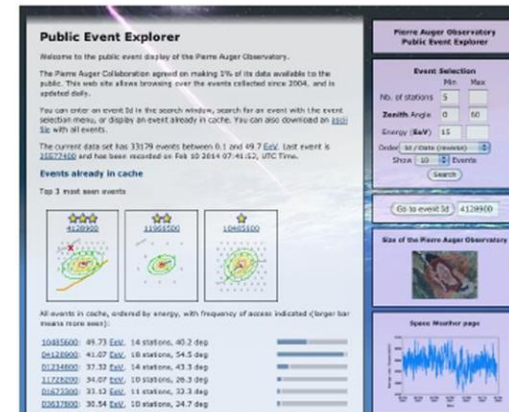 Public Event Explorer
Welcome to the public event display of the Pierre Auger Observatory.
The Pierre Auger Collaboration agreed on making 1% of its data available to the
public. This web site allows browsing over the events collected since 2004, and is
updated daily.
You can enter an event Id in the search window, search for an event with the event
selection menu, or display an event already in cache. You can also download an ascii
file with all events.
The current data set has 33179 events between 0.1 and 49.7 EeV. Last event is
25577400 and has been recorded on Feb 10 2014 07:41:52, UTC Time.
Events already in cache
Top 3 most seen events
4128900
10485600
All events in cache, ordered by energy, with frequency of access indicated (larger bar
means more seen):
10485600: 49.73 EeV, 14 stations, 40.2 deg
04128900: 41.07 EeV, 18 stations, 54.5 deg
01234800: 37.32 EeV, 14 stations, 43.3 deg
11728200: 34.07 EeV, 10 stations, 26.3 deg
01673300: 33.12 EeV, 11 stations, 32.3 deg
03637800: 30.54 EeV, 10 stations, 24.7 deg
Pierre Auger Observatory
Public Event Explorer
Event Selection
Min Max
Nb. of stations 5
Zenith Angle 0 60
Energy (EeV) 15
Order Id / Date (reverse)
Show 10 Events
Search
Go to event Id 4128900
Size of the Pierre Auger Observatory
Space Weather page